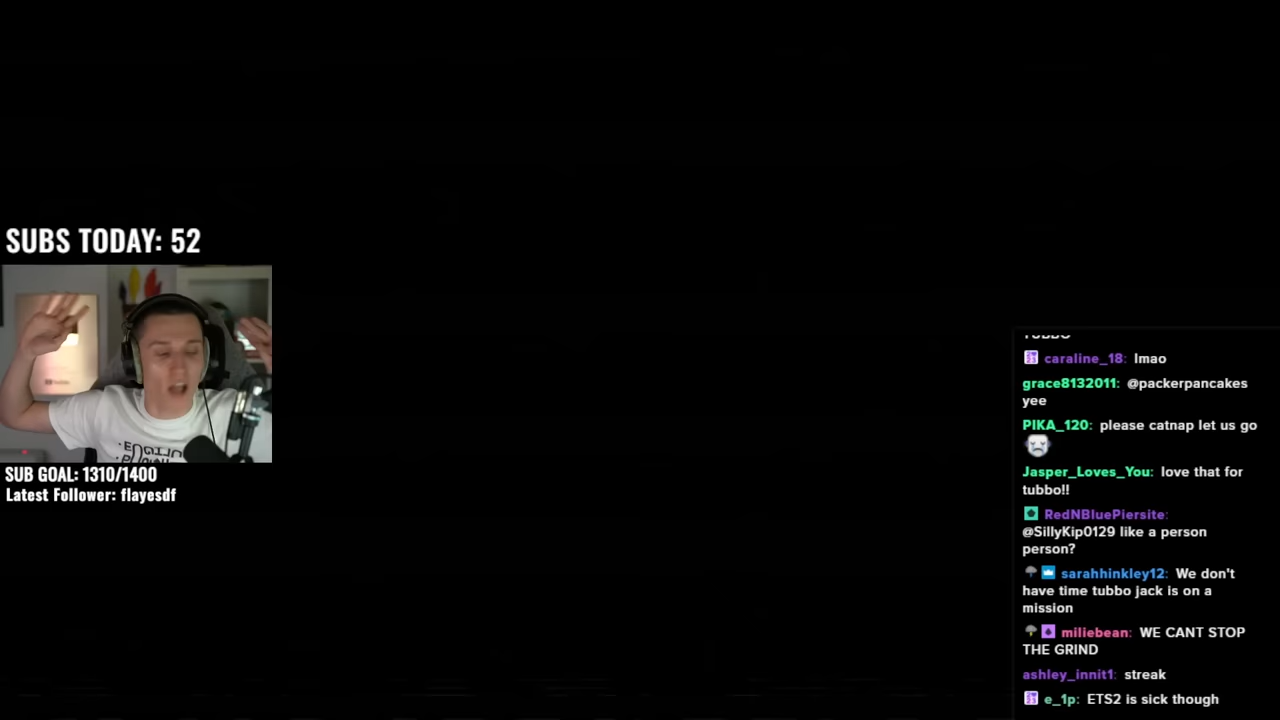 SUBS TODAY: 52
SUB GOAL: 1310/1400
Latest Follower: flayesdf
TUBBO
caraline_18: lmao
grace8132011: @packerpancakes
yee
PIKA_120: please catnap let us go
Jasper_Loves_You: love that for
tubbo!!
RedNBluePiersite:
@SillyKip0129 like a person
person?
sarahhinkley12: We don't
have time tubbo jack is on a
mission
miliebean: WE CANT STOP
THE GRIND
ashley_innit1: streak
e_1p: ETS2 is sick though